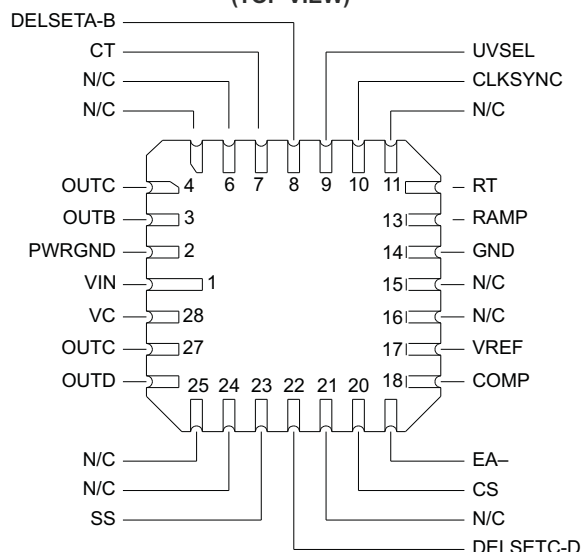 (TOP VIEW)
DELSETA-B
CT
N/C
N/C
UVSEL
CLKSYNC
N/C
6 7 8 9 10 11
OUTC 4
OUTB 3
PWRGND 2
VIN 1
VC 28
OUTC 27
OUTD
RT
13 RAMP
14 GND
15 N/C
16 N/C
17 VREF
18 COMP
25 24 23 22 21 20
N/C
N/C
SS
EA–
CS
N/C
DELSETC-D